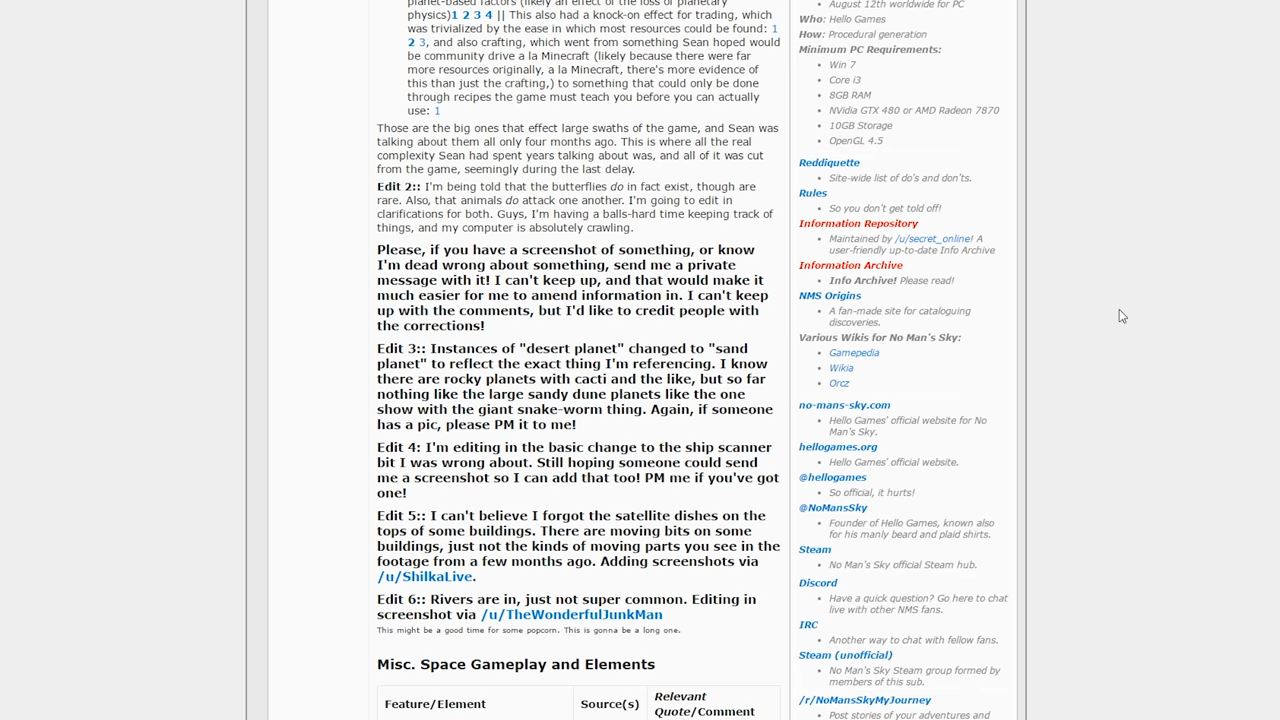 planet-based factors (likely an effect of the loss of planetary
physics)1 2 3 4 || This also had a knock-on effect for trading, which
was trivialized by the ease in which most resources could be found: 1
2 3, and also crafting, which went from something Sean hoped would
be community drive a la Minecraft (likely because there were far
more resources originally, a la Minecraft, there's more evidence of
this than just the crafting,) to something that could only be done
through recipes the game must teach you before you can actually
use: 1
Those are the big ones that effect large swaths of the game, and Sean was
talking about them all only four months ago. This is where all the real
complexity Sean had spent years talking about was, and all of it was cut
from the game, seemingly during the last delay.
Edit 2:: I'm being told that the butterflies do in fact exist, though are
rare. Also, that animals do attack one another. I'm going to edit in
clarifications for both. Guys, I'm having a balls-hard time keeping track of
things, and my computer is absolutely crawling.
Please, if you have a screenshot of something, or know
I'm dead wrong about something, send me a private
message with it! I can't keep up, and that would make it
much easier for me to amend information in. I can't keep
up with the comments, but I'd like to credit people with
the corrections!
Edit 3:: Instances of "desert planet" changed to "sand
planet" to reflect the exact thing I'm referencing. I know
there are rocky planets with cacti and the like, but so far
nothing like the large sandy dune planets like the one
show with the giant snake-worm thing. Again, if someone
has a pic, please PM it to me!
Edit 4: I'm editing in the basic change to the ship scanner
bit I was wrong about. Still hoping someone could send
me a screenshot so I can add that too! PM me if you've got
one!
Edit 5:: I can't believe I forgot the satellite dishes on the
tops of some buildings. There are moving bits on some
buildings, just not the kinds of moving parts you see in the
footage from a few months ago. Adding screenshots via
/u/ShilkaLive.
Edit 6:: Rivers are in, just not super common. Editing in
screenshot via /u/TheWonderfulJunkMan
This might be a good time for some popcorn. This is gonna be a long one.
Misc. Space Gameplay and Elements
Feature/Element Source(s) Relevant
Quote/Comment
August 12th worldwide for PC
Who: Hello Games
How: Procedural generation
Minimum PC Requirements:
Win 7
Core i3
8GB RAM
NVidia GTX 480 or AMD Radeon 7870
10GB Storage
OpenGL 4.5
Reddiquette
Site-wide list of do's and don'ts.
Rules
So you don't get told off!
Information Repository
Maintained by /u/secret_online! A
user-friendly up-to-date Info Archive
Information Archive
Info Archive! Please read!
NMS Origins
A fan-made site for cataloguing
discoveries.
Various Wikis for No Man's Sky:
Gamepedia
Wikia
Orcz
no-mans-sky.com
Hello Games' official website for No
Man's Sky.
hellogames.org
Hello Games' official website.
@hellogames
So official, it hurts!
@NoMansSky
Founder of Hello Games, known also
for his manly beard and plaid shirts.
Steam
No Man's Sky official Steam hub.
Discord
Have a quick question? Go here to chat
live with other NMS fans.
IRC
Another way to chat with fellow fans.
Steam (unofficial)
No Man's Sky Steam group formed by
members of this sub.
/r/NoMansSkyMyJourney
Post stories of your adventures and